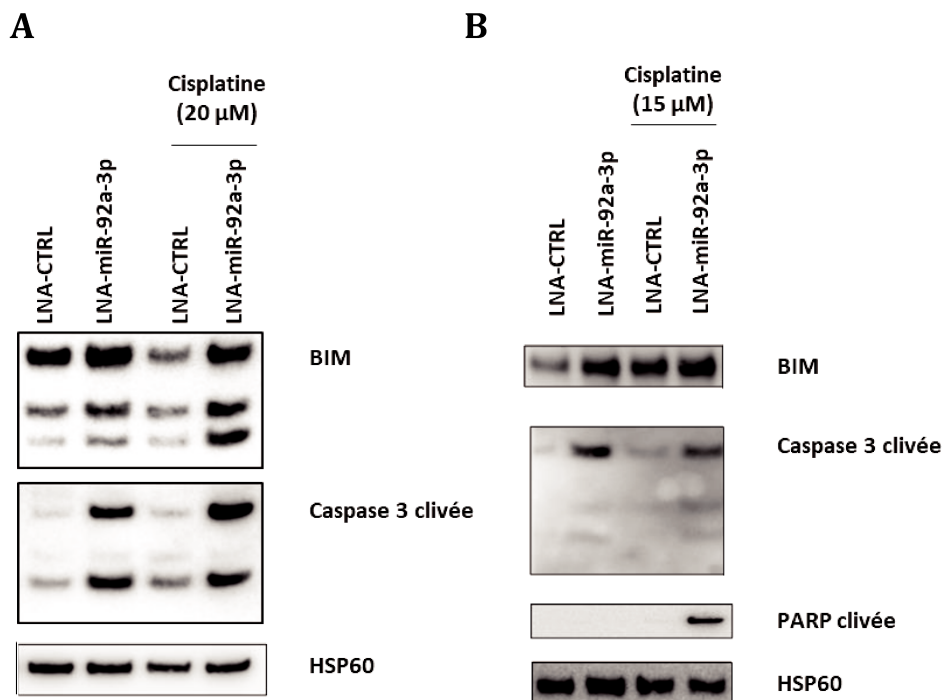 A
Cisplatine
(20 µM)
LNA-CTRL
LNA-miR-92a-3p
LNA-CTRL
LNA-miR-92a-3p
BIM
Caspase 3 clivée
HSP60
B
Cisplatine
(15 µM)
LNA-CTRL
LNA-miR-92a-3p
LNA-CTRL
LNA-miR-92a-3p
BIM
Caspase 3 clivée
PARP clivée
HSP60